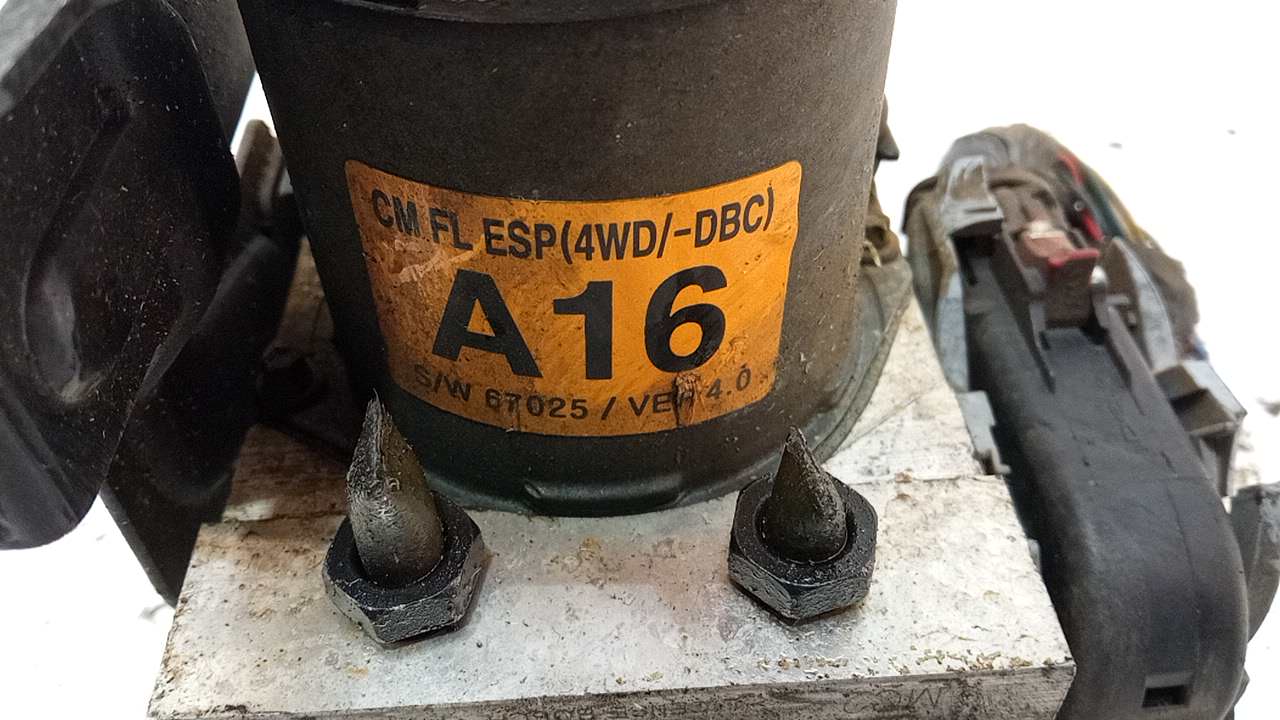 CM FL ESP(4WD/-DBC)
A16
S/W 67025 / VER 4.0